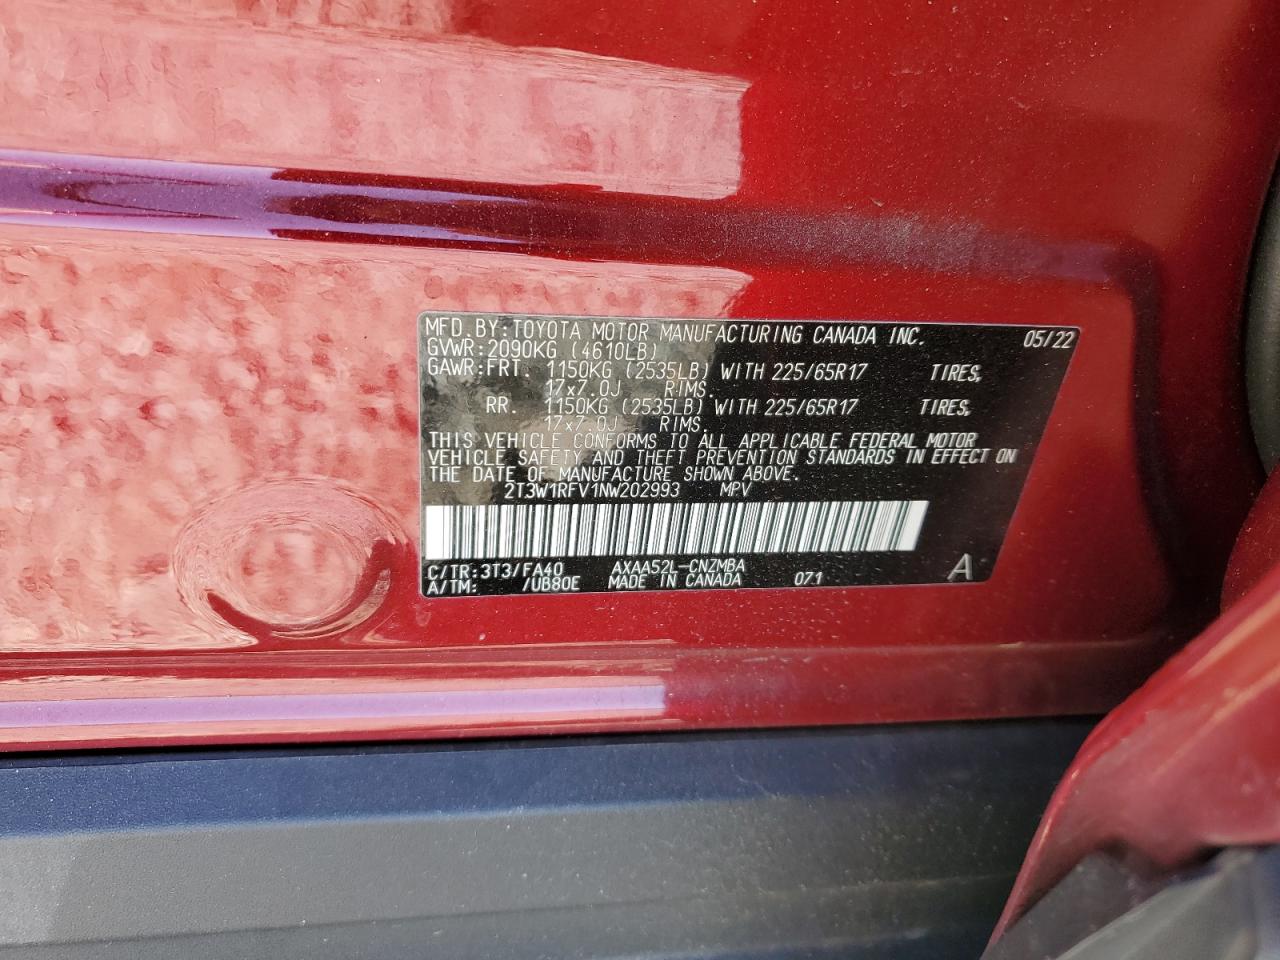 MFD.BY:TOYOTA MOTOR MANUFACTURING CANADA INC. 05/22
GVWR:2090KG (4610LB)
GAWR:FRT. 1150KG (2535LB) WITH 225/65R17 TIRES,
17x7.0J RIMS.
RR. 1150KG (2535LB) WITH 225/65R17 TIRES,
17x7.0J RIMS.
THIS VEHICLE CONFORMS TO ALL APPLICABLE FEDERAL MOTOR
VEHICLE SAFETY AND THEFT PREVENTION STANDARDS IN EFFECT ON
THE DATE OF MANUFACTURE SHOWN ABOVE.
2T3W1RFV1NW202993 MPV
C/TR:3T3/FA40 AXAA52L-CNZMBA
A/TM: /UB80E MADE IN CANADA 071 A